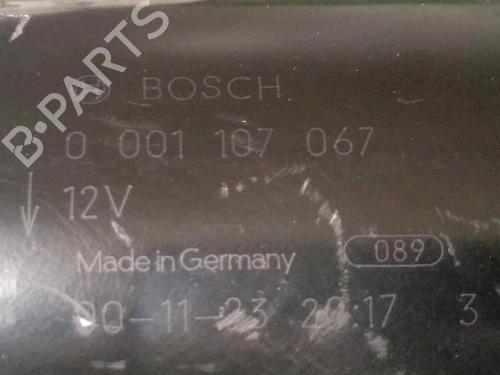 B-PARTS
BOSCH
0 001 107 067
12V
Made in Germany
089
00-11-23 20:17 3